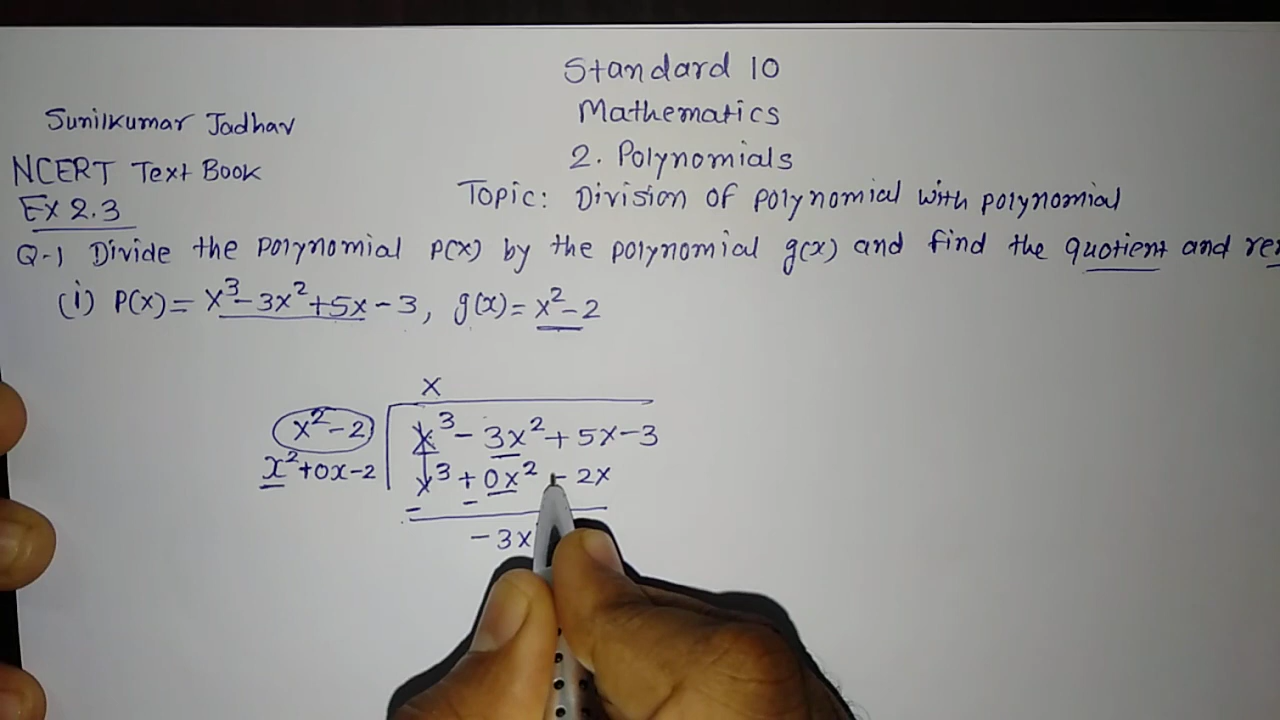 Standard 10
Mathematics
Sunilkumar Jadhav
2. Polynomials
NCERT Text Book
Topic: Division of polynomial with polynomial
Ex 2.3
Q-1 Divide the polynomial P(x) by the polynomial g(x) and find the quotient and re
(i) P(x) = x³ - 3x² + 5x - 3, g(x) = x² - 2
x
x² - 2
x³ - 3x² + 5x - 3
x² + 0x - 2
x³ + 0x² - 2x
- -
- 3x